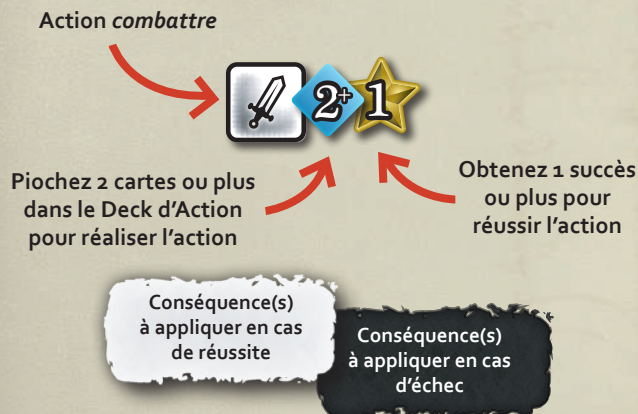 Action combattre
2+ 1
Piochez 2 cartes ou plus
dans le Deck d'Action
pour réaliser l'action
Obtenez 1 succès
ou plus pour
réussir l'action
Conséquence(s)
à appliquer en cas
de réussite
Conséquence(s)
à appliquer en cas
d'échec